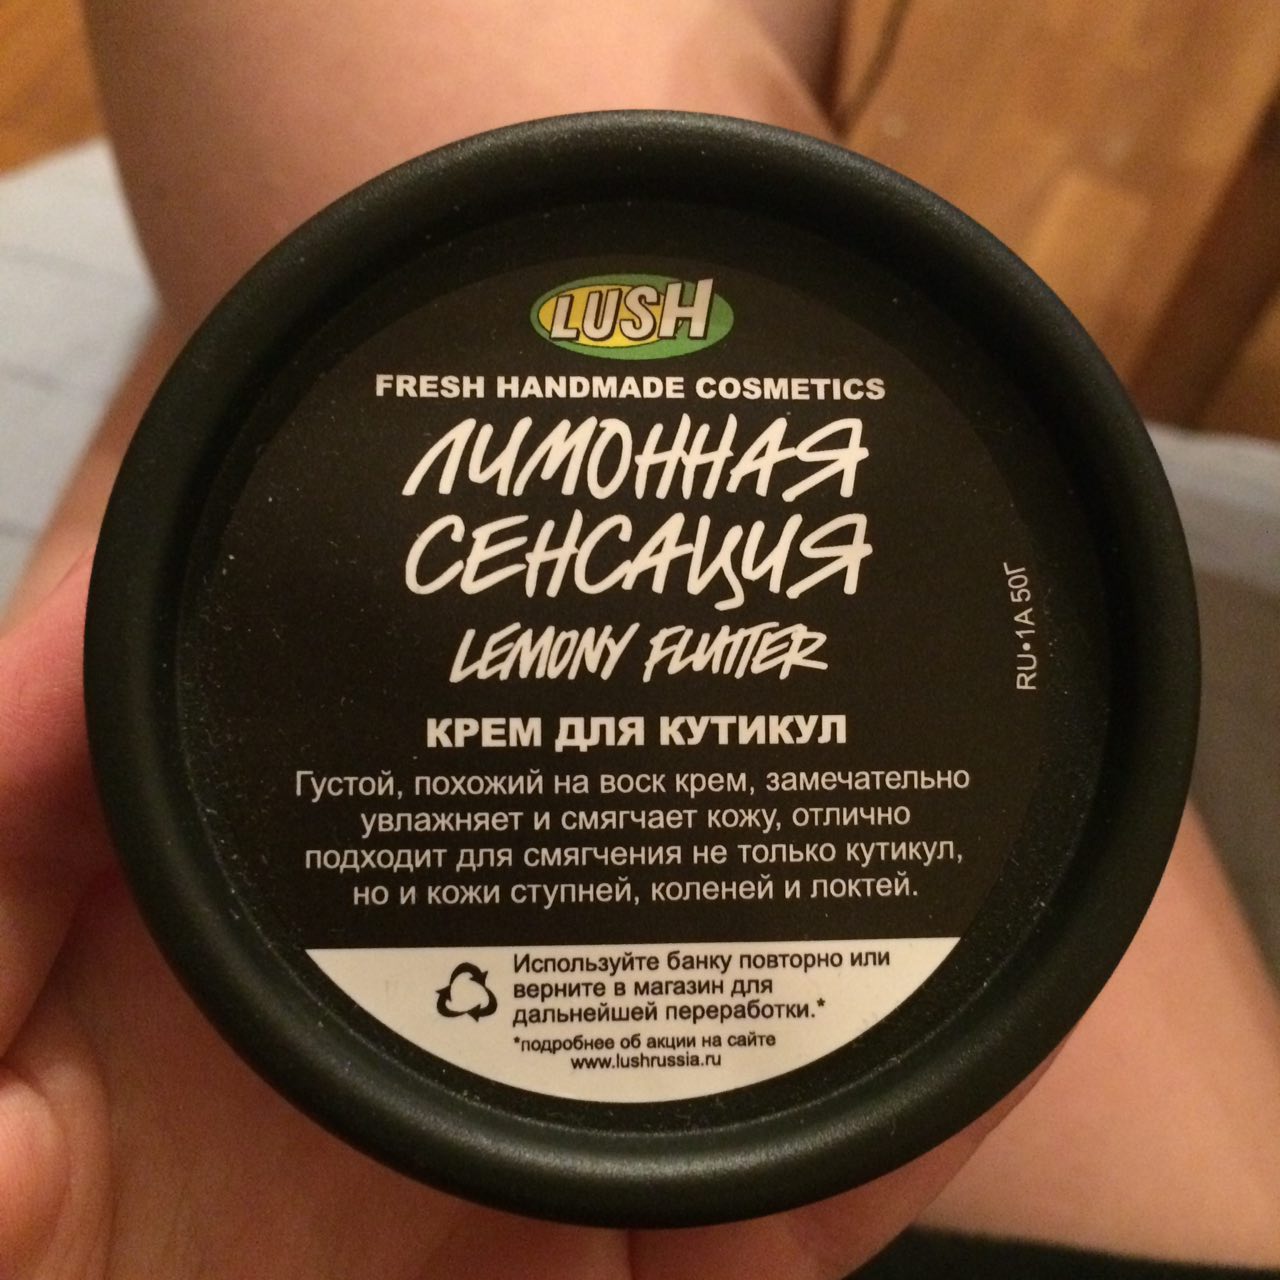 LUSH
FRESH HANDMADE COSMETICS
ЛИМОННАЯ
СЕНСАЦИЯ
LEMONY FLUTTER
КРЕМ ДЛЯ КУТИКУЛ
Густой, похожий на воск крем, замечательно
увлажняет и смягчает кожу, отлично
подходит для смягчения не только кутикул,
но и кожи ступней, коленей и локтей.
RU•1A 50Г
Используйте банку повторно или
верните в магазин для
дальнейшей переработки.*
*подробнее об акции на сайте
www.lushrussia.ru